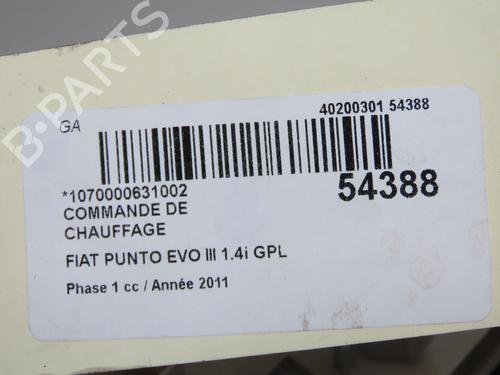 GA
40200301 54388
*1070000631002
54388
COMMANDE DE
CHAUFFAGE
FIAT PUNTO EVO III 1.4i GPL
Phase 1 cc / Année 2011
B-PARTS